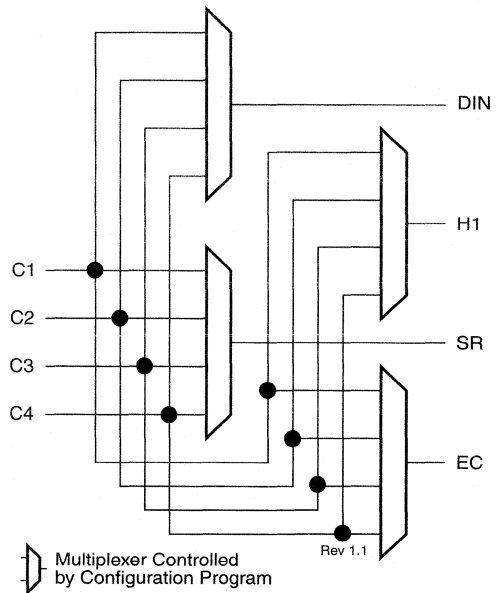 DIN
H1
C1
C2
C3
SR
C4
EC
Rev 1.1
Multiplexer Controlled
by Configuration Program